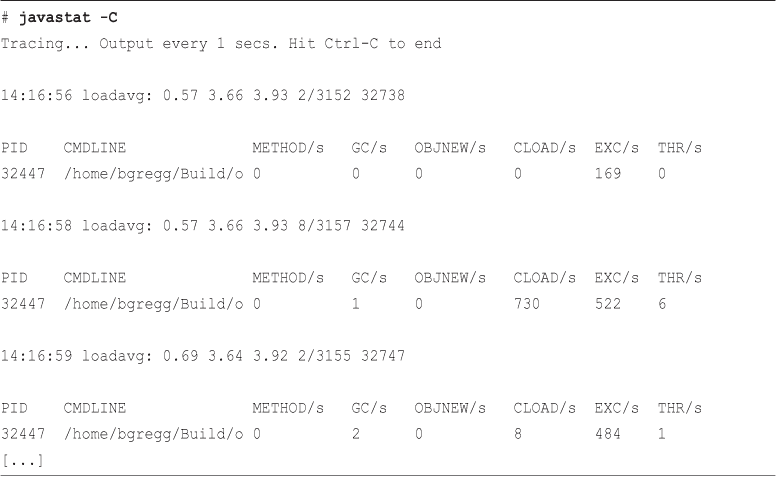 # javastat -C
Tracing... Output every 1 secs. Hit Ctrl-C to end
14:16:56 loadavg: 0.57 3.66 3.93 2/3152 32738
PID    CMDLINE              METHOD/s   GC/s   OBJNEW/s   CLOAD/s  EXC/s  THR/s
32447  /home/bgregg/Build/o 0          0      0          0        169    0
14:16:58 loadavg: 0.57 3.66 3.93 8/3157 32744
PID    CMDLINE              METHOD/s   GC/s   OBJNEW/s   CLOAD/s  EXC/s  THR/s
32447  /home/bgregg/Build/o 0          1      0          730      522    6
14:16:59 loadavg: 0.69 3.64 3.92 2/3155 32747
PID    CMDLINE              METHOD/s   GC/s   OBJNEW/s   CLOAD/s  EXC/s  THR/s
32447  /home/bgregg/Build/o 0          2      0          8        484    1
[...]